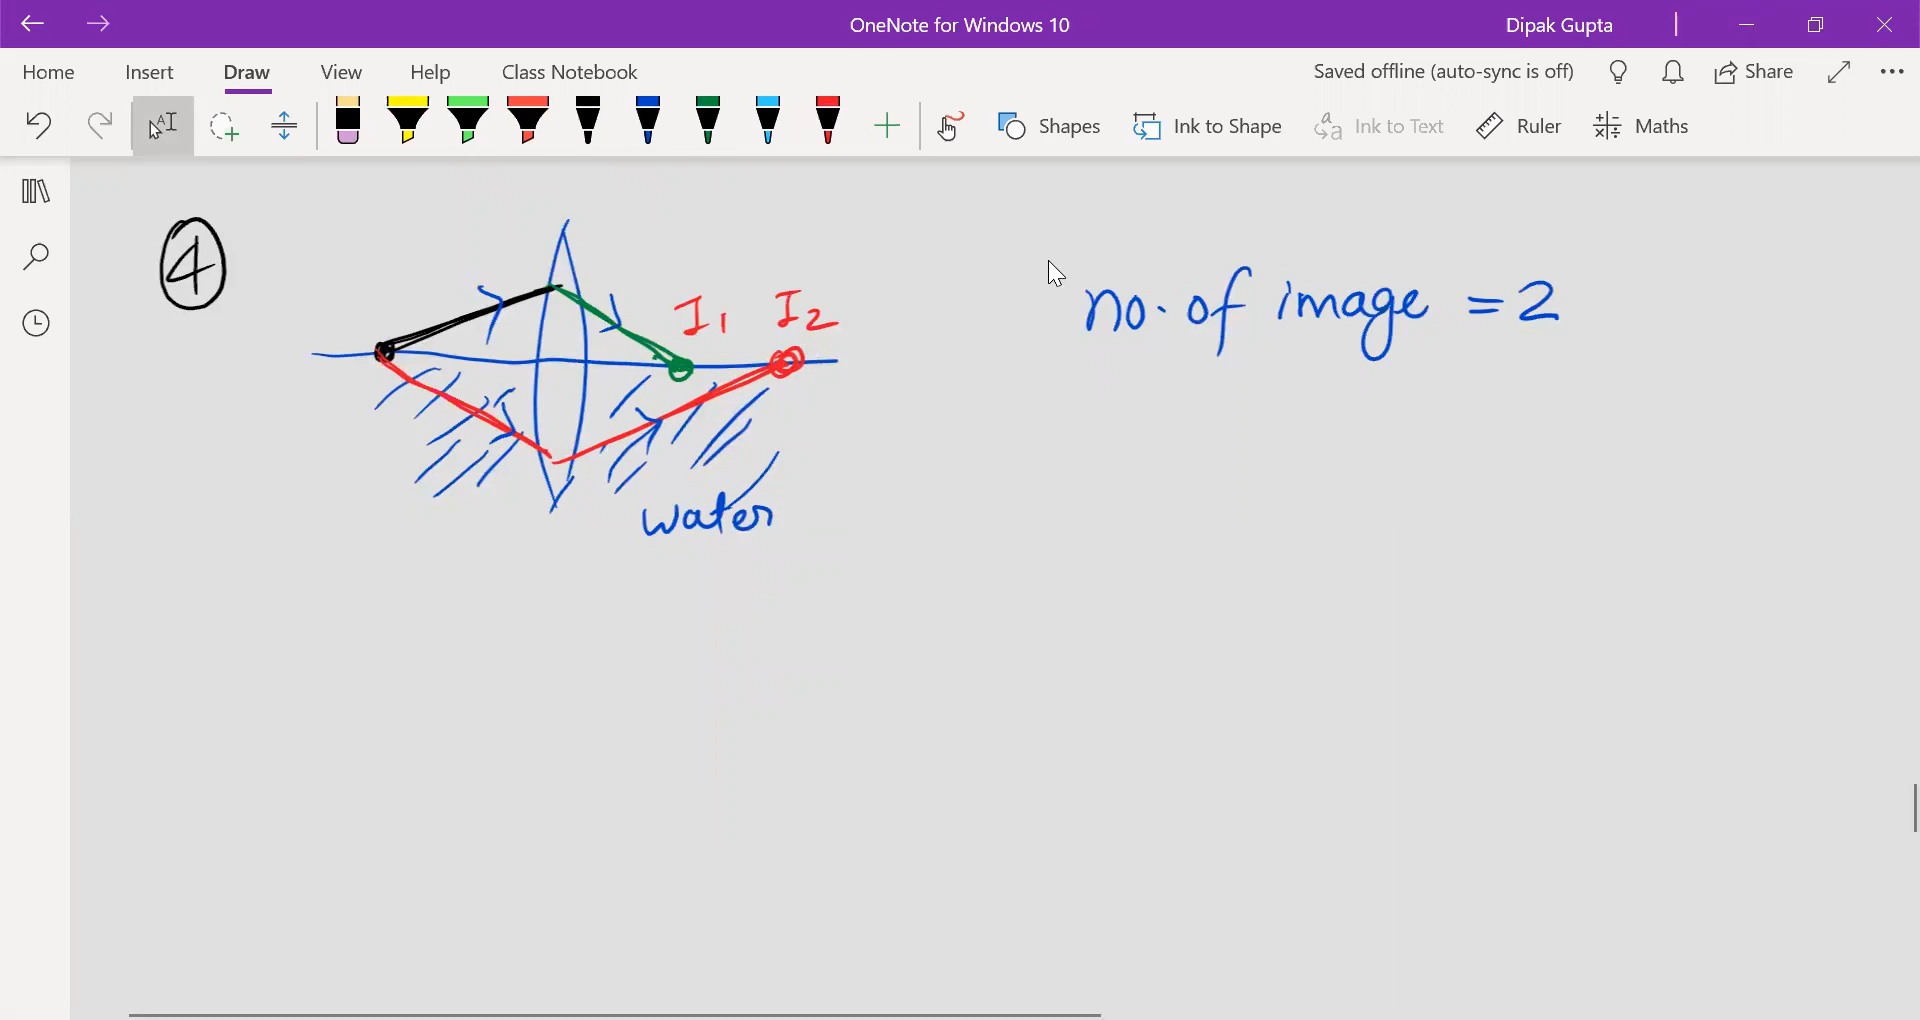 OneNote for Windows 10
Dipak Gupta
Home Insert Draw View Help Class Notebook
Saved offline (auto-sync is off) Share
Shapes Ink to Shape Ink to Text Ruler Maths
4
I1 I2
no. of image = 2
water